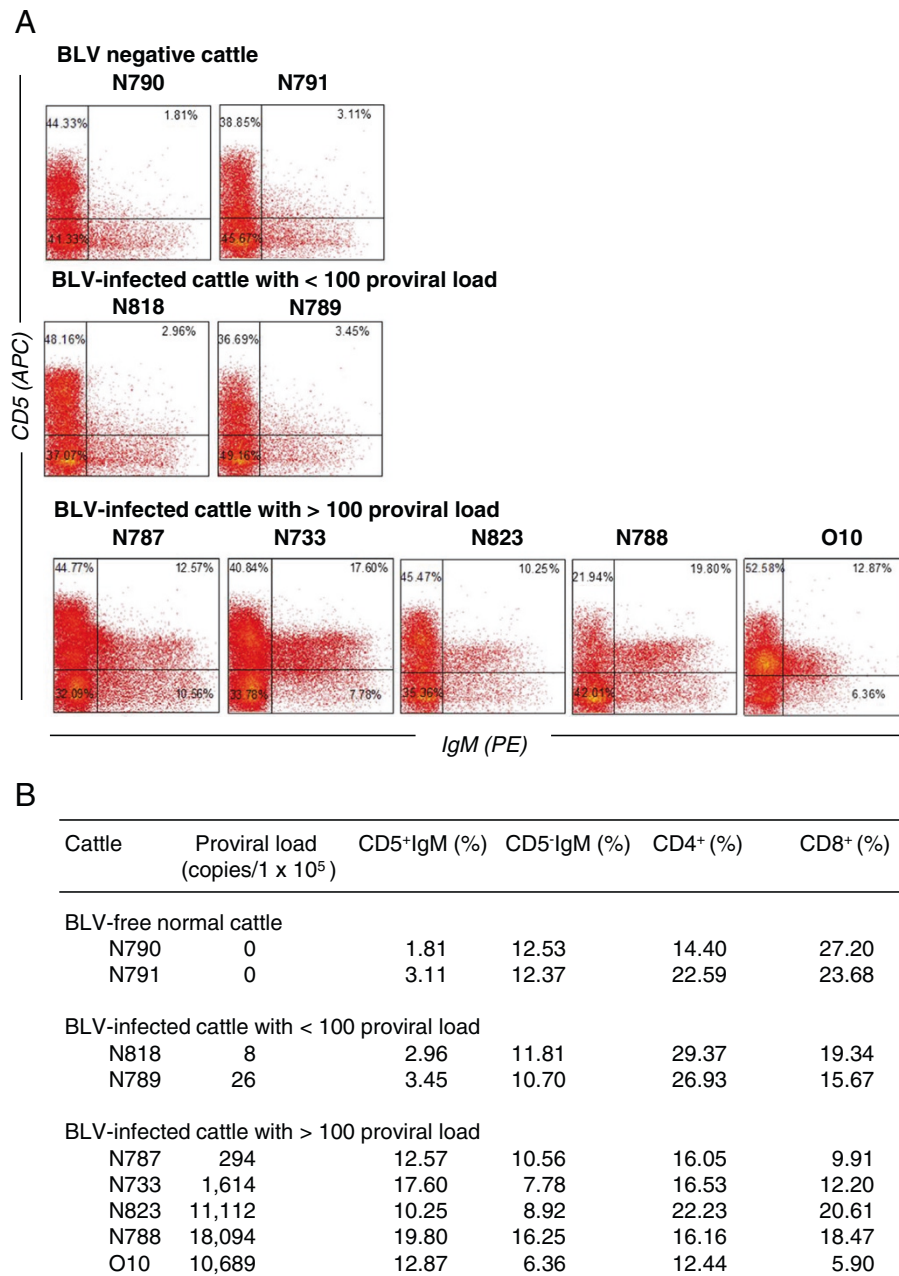 A
BLV negative cattle
N790 N791
44.33% 1.81% 38.85% 3.11%
41.33% 45.67%
BLV-infected cattle with < 100 proviral load
N818 N789
48.16% 2.96% 36.69% 3.45%
37.07% 49.16%
CD5 (APC)
BLV-infected cattle with > 100 proviral load
N787 N733 N823 N788 O10
44.77% 12.57% 40.84% 17.60% 45.47% 10.25% 21.94% 19.80% 52.58% 12.87%
32.09% 10.56% 33.78% 7.78% 35.36% 42.01% 6.36%
IgM (PE)
B
Cattle Proviral load CD5⁺IgM (%) CD5⁻IgM (%) CD4⁺ (%) CD8⁺ (%)
(copies/1 x 10⁵ )
BLV-free normal cattle
N790 0 1.81 12.53 14.40 27.20
N791 0 3.11 12.37 22.59 23.68
BLV-infected cattle with < 100 proviral load
N818 8 2.96 11.81 29.37 19.34
N789 26 3.45 10.70 26.93 15.67
BLV-infected cattle with > 100 proviral load
N787 294 12.57 10.56 16.05 9.91
N733 1,614 17.60 7.78 16.53 12.20
N823 11,112 10.25 8.92 22.23 20.61
N788 18,094 19.80 16.25 16.16 18.47
O10 10,689 12.87 6.36 12.44 5.90